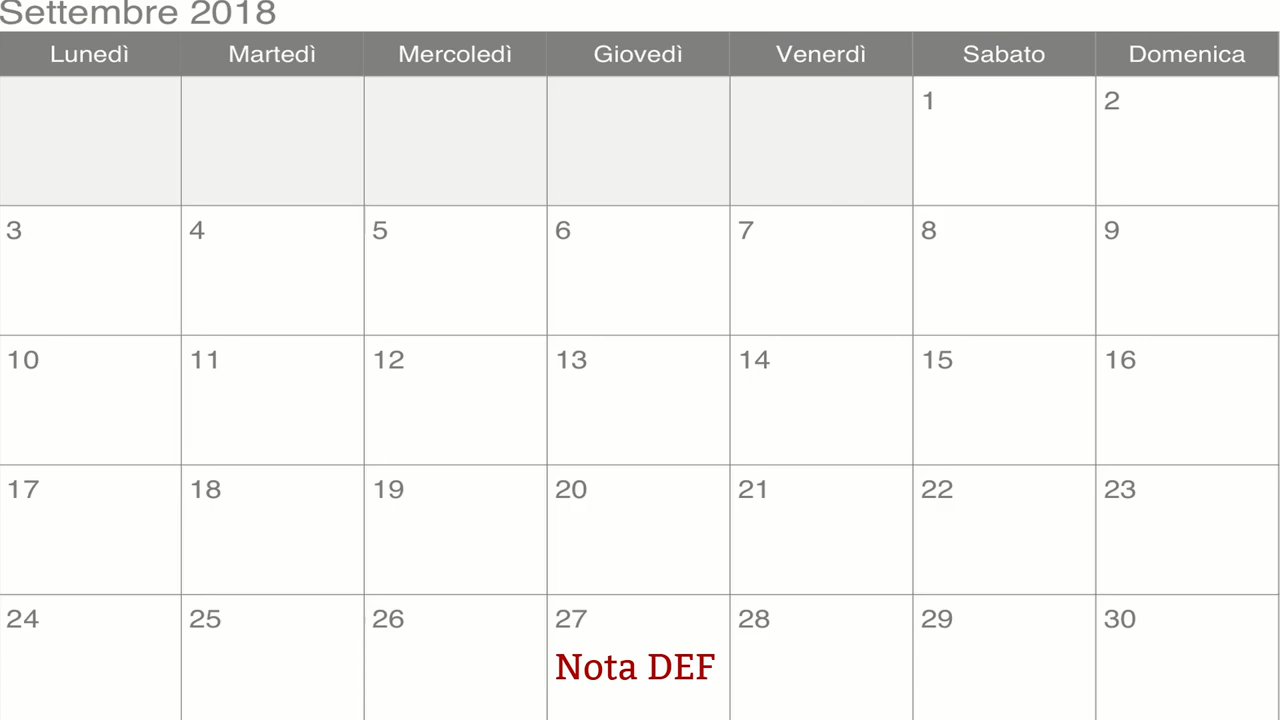 Settembre 2018
Lunedì Martedì Mercoledì Giovedì Venerdì Sabato Domenica
1 2
3 4 5 6 7 8 9
10 11 12 13 14 15 16
17 18 19 20 21 22 23
24 25 26 27 28 29 30
Nota DEF